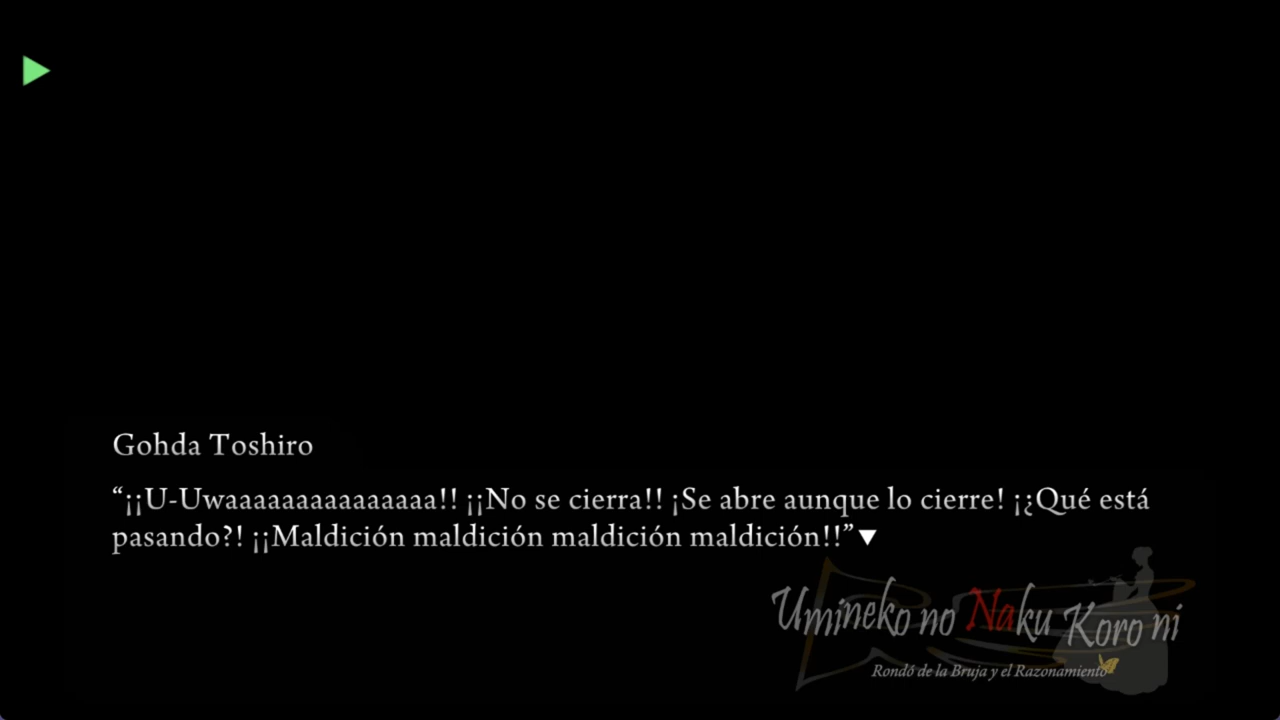 Gohda Toshiro
“¡¡U-Uwaaaaaaaaaaaaaaa!! ¡¡No se cierra!! ¡Se abre aunque lo cierre! ¡¿Qué está
pasando?! ¡¡Maldición maldición maldición maldición!!”
Umineko no Naku Koro ni
Rondó de la Bruja y el Razonamiento